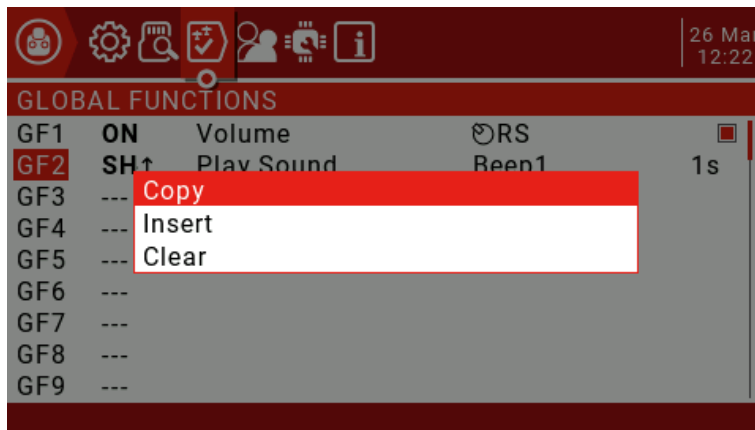 26 Mar
12:22
GLOBAL FUNCTIONS
GF1 ON Volume RS
GF2 SH↑ Play Sound Beep1 1s
GF3 ---
Copy
GF4 ---
Insert
GF5 ---
Clear
GF6 ---
GF7 ---
GF8 ---
GF9 ---